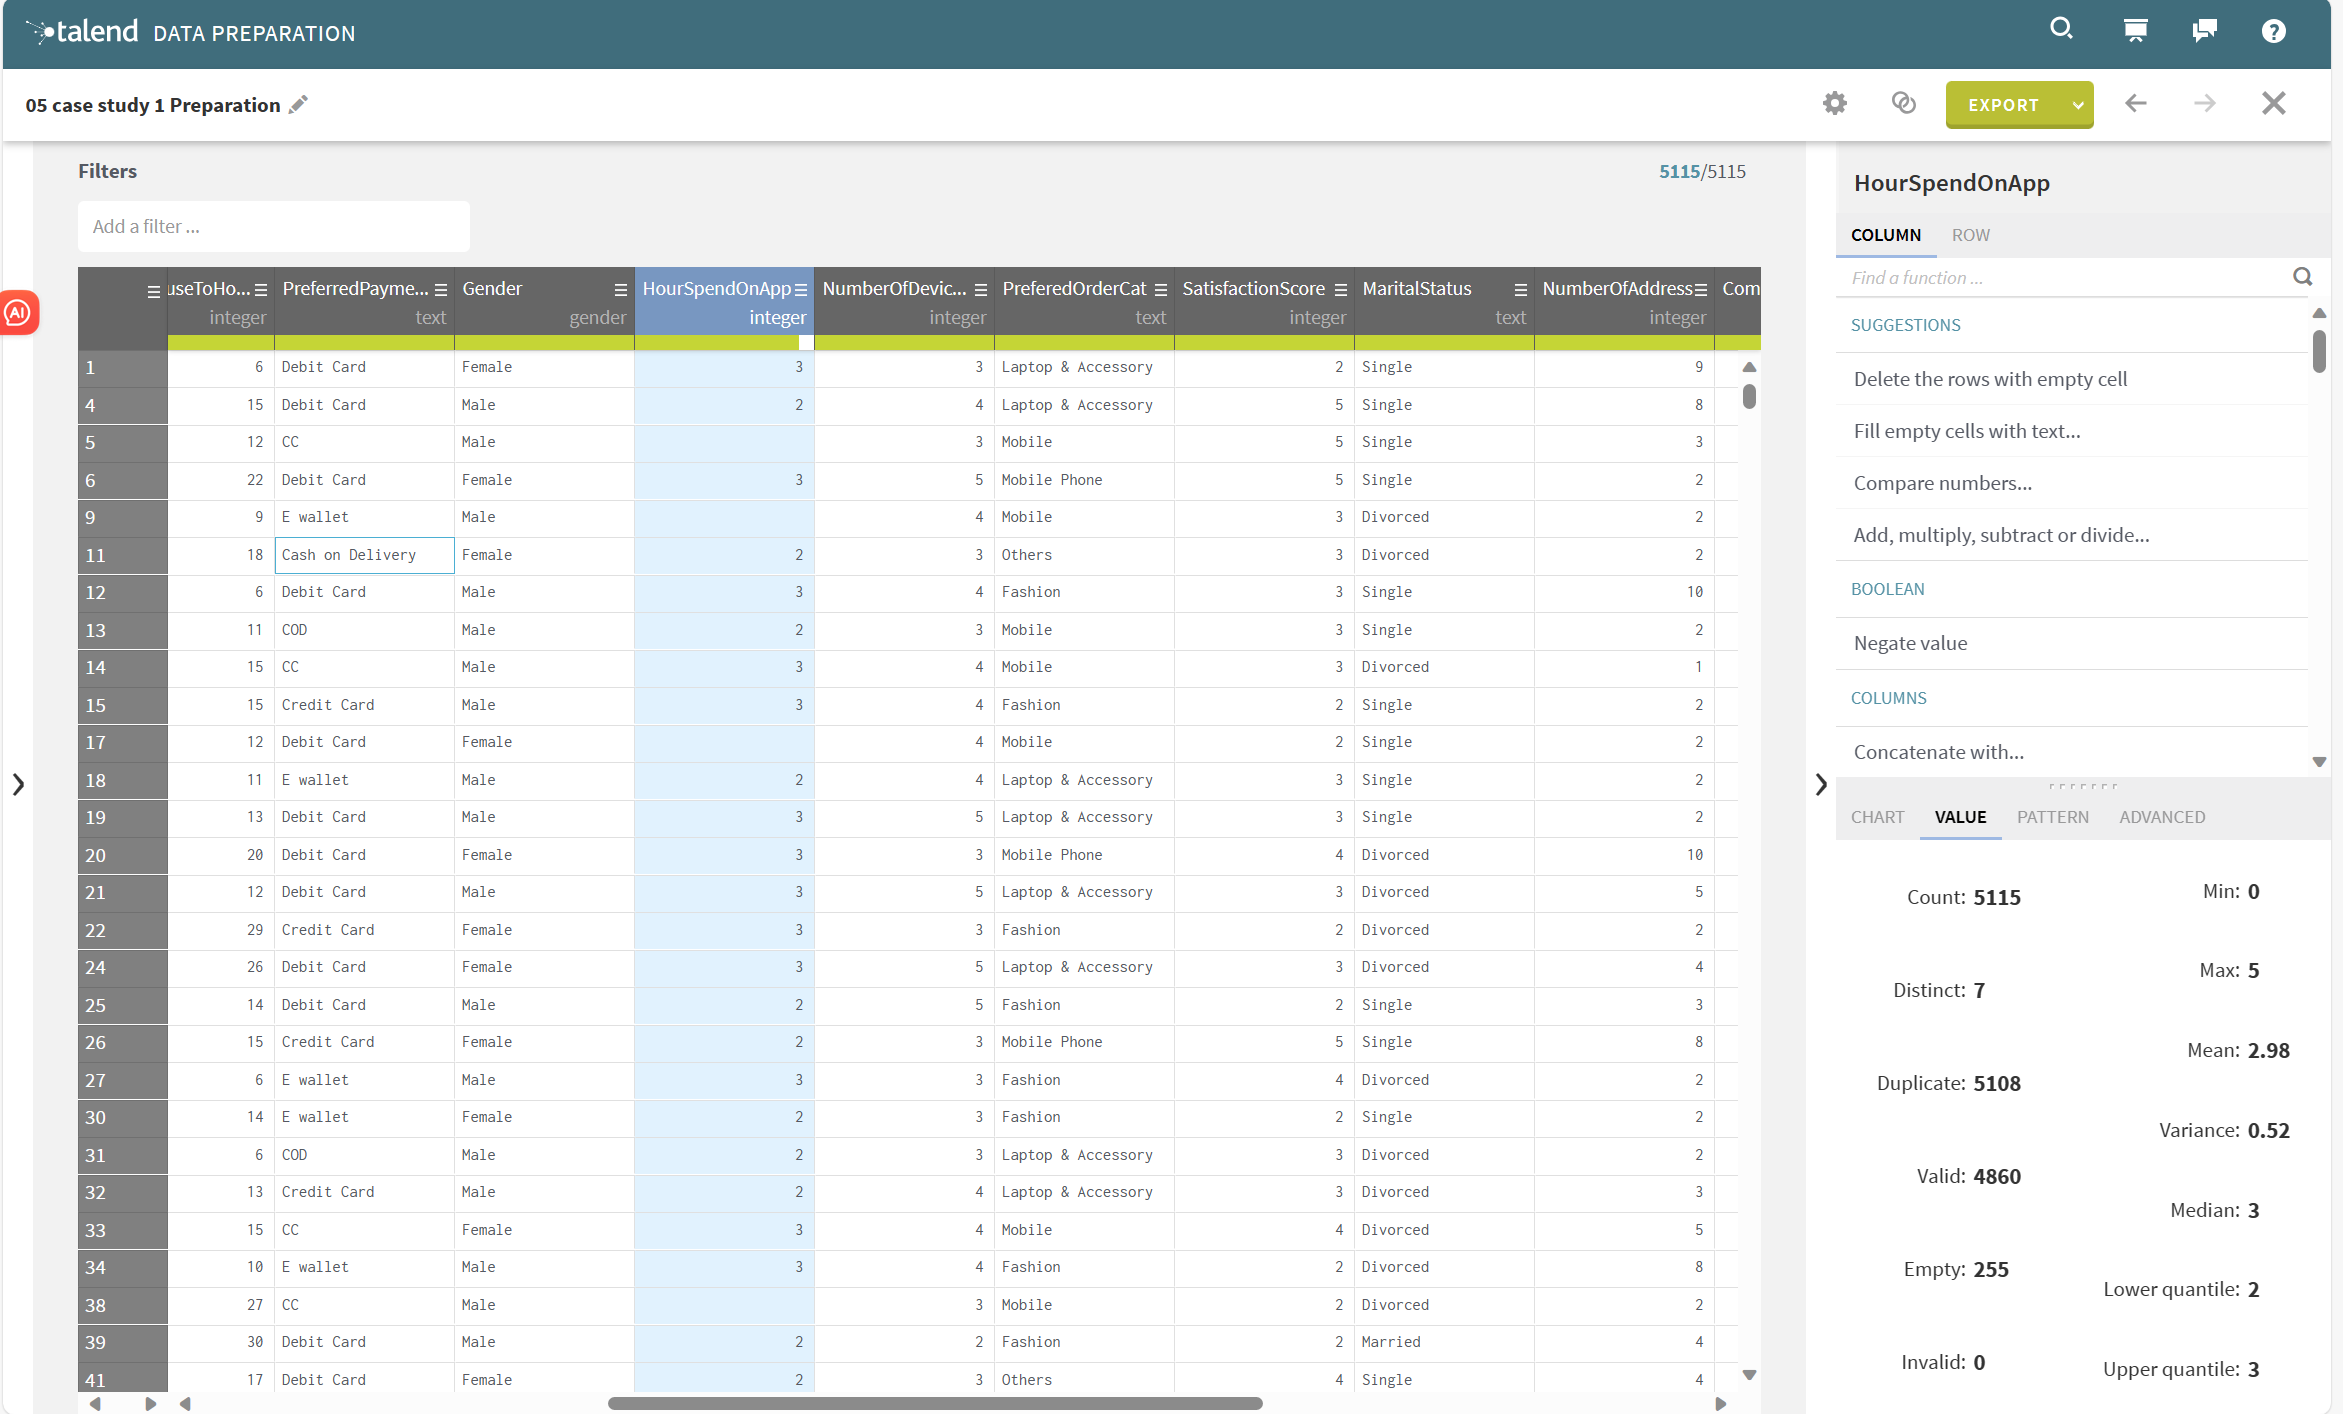 talend DATA PREPARATION
05 case study 1 Preparation
EXPORT
Filters
5115/5115
Add a filter ...
useToHo... PreferredPayme... Gender HourSpendOnApp NumberOfDevic... PreferedOrderCat SatisfactionScore MaritalStatus NumberOfAddress Com
integer text gender integer integer text integer text integer
1 6 Debit Card Female 3 3 Laptop & Accessory 2 Single 9
4 15 Debit Card Male 2 4 Laptop & Accessory 5 Single 8
5 12 CC Male 3 Mobile 5 Single 3
6 22 Debit Card Female 3 5 Mobile Phone 5 Single 2
9 9 E wallet Male 4 Mobile 3 Divorced 2
11 18 Cash on Delivery Female 2 3 Others 3 Divorced 2
12 6 Debit Card Male 3 4 Fashion 3 Single 10
13 11 COD Male 2 3 Mobile 3 Single 2
14 15 CC Male 3 4 Mobile 3 Divorced 1
15 15 Credit Card Male 3 4 Fashion 2 Single 2
17 12 Debit Card Female 4 Mobile 2 Single 2
18 11 E wallet Male 2 4 Laptop & Accessory 3 Single 2
19 13 Debit Card Male 3 5 Laptop & Accessory 3 Single 2
20 20 Debit Card Female 3 3 Mobile Phone 4 Divorced 10
21 12 Debit Card Male 3 5 Laptop & Accessory 3 Divorced 5
22 29 Credit Card Female 3 3 Fashion 2 Divorced 2
24 26 Debit Card Female 3 5 Laptop & Accessory 3 Divorced 4
25 14 Debit Card Male 2 5 Fashion 2 Single 3
26 15 Credit Card Female 2 3 Mobile Phone 5 Single 8
27 6 E wallet Male 3 3 Fashion 4 Divorced 2
30 14 E wallet Female 2 3 Fashion 2 Single 2
31 6 COD Male 2 3 Laptop & Accessory 3 Divorced 2
32 13 Credit Card Male 2 4 Laptop & Accessory 3 Divorced 3
33 15 CC Female 3 4 Mobile 4 Divorced 5
34 10 E wallet Male 3 4 Fashion 2 Divorced 8
38 27 CC Male 3 Mobile 2 Divorced 2
39 30 Debit Card Male 2 2 Fashion 2 Married 4
41 17 Debit Card Female 2 3 Others 4 Single 4
AI
HourSpendOnApp
COLUMN ROW
Find a function ...
SUGGESTIONS
Delete the rows with empty cell
Fill empty cells with text...
Compare numbers...
Add, multiply, subtract or divide...
BOOLEAN
Negate value
COLUMNS
Concatenate with...
CHART VALUE PATTERN ADVANCED
Count: 5115
Distinct: 7
Duplicate: 5108
Valid: 4860
Empty: 255
Invalid: 0
Min: 0
Max: 5
Mean: 2.98
Variance: 0.52
Median: 3
Lower quantile: 2
Upper quantile: 3